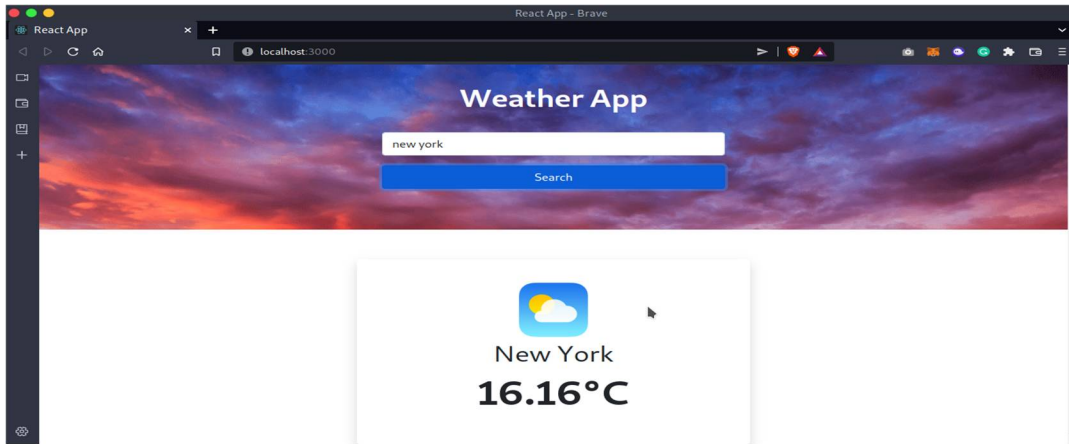 React App - Brave
React App
localhost:3000
Weather App
new york
Search
New York
16.16°C